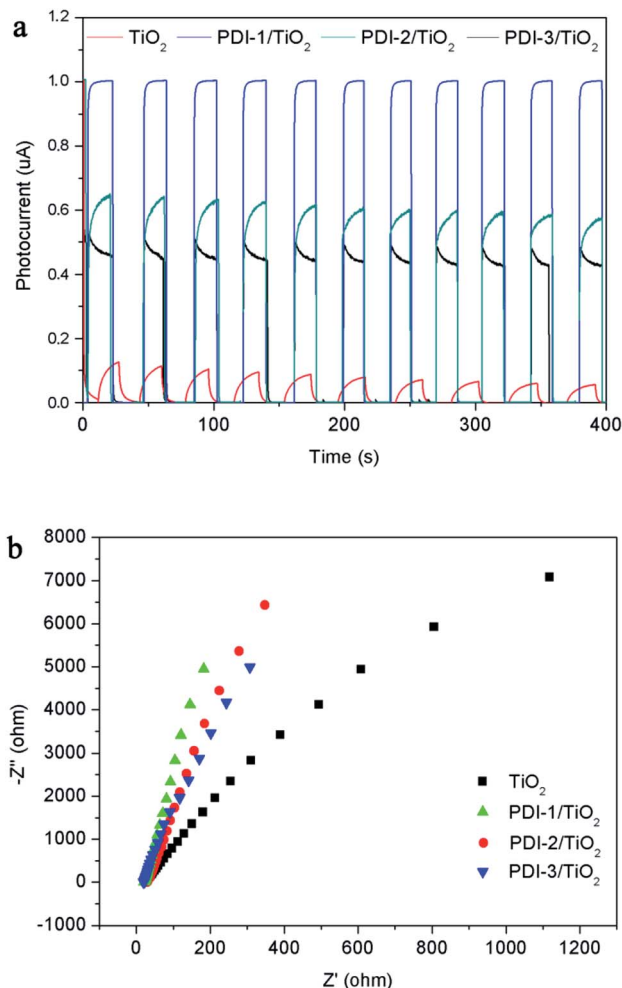 a
TiO2 PDI-1/TiO2 PDI-2/TiO2 PDI-3/TiO2
1.2
1.0
0.8
0.6
0.4
0.2
0.0
Photocurrent (uA)
0 100 200 300 400
Time (s)
b
8000
7000
6000
5000
4000
3000
2000
1000
0
-1000
-Z" (ohm)
TiO2
PDI-1/TiO2
PDI-2/TiO2
PDI-3/TiO2
0 200 400 600 800 1000 1200
Z' (ohm)